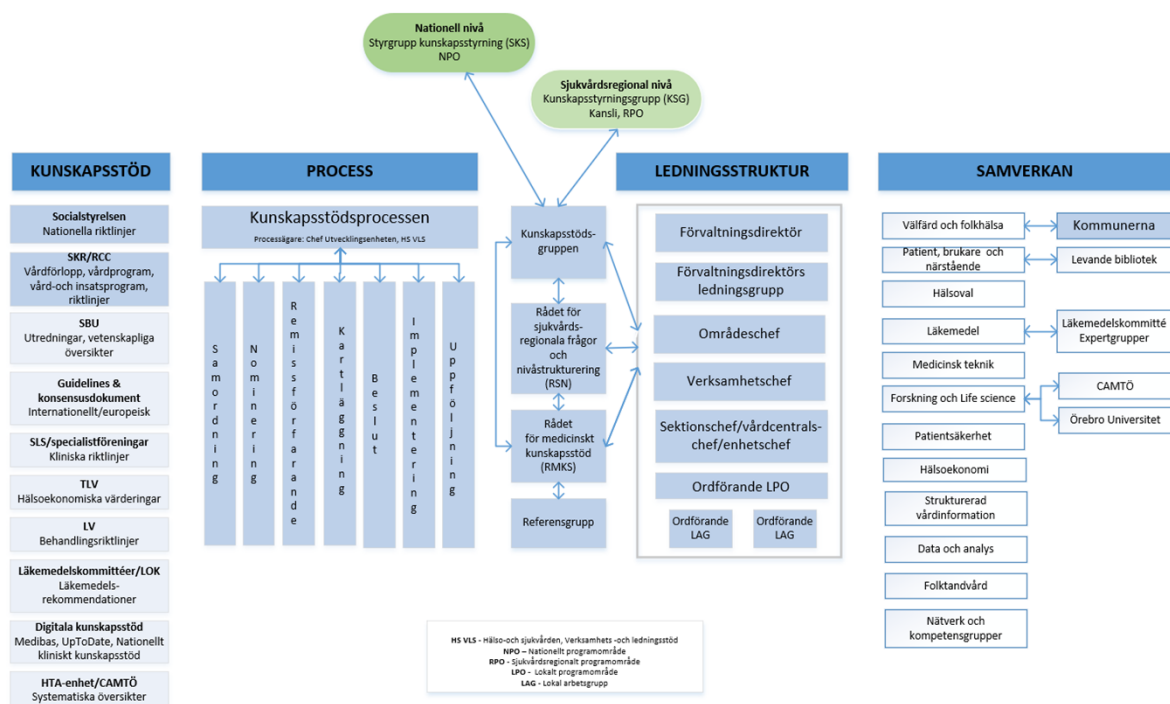 Nationell nivå
Styrgrupp kunskapsstyrning (SKS)
NPO
Sjukvårdsregional nivå
Kunskapsstyrningsgrupp (KSG)
Kansli, RPO
KUNSKAPSSTÖD
Socialstyrelsen
Nationella riktlinjer
SKR/RCC
Vårdförlopp, vårdprogram,
vård-och insatsprogram,
riktlinjer
SBU
Utredningar, vetenskapliga
översikter
Guidelines &
konsensusdokument
Internationellt/europeisk
SLS/specialistföreningar
Kliniska riktlinjer
TLV
Hälsoekonomiska värderingar
LV
Behandlingsriktlinjer
Läkemedelskommittéer/LOK
Läkemedels-
rekommendationer
Digitala kunskapsstöd
Medibas, UpToDate, Nationellt
kliniskt kunskapsstöd
HTA-enhet/CAMTÖ
Systematiska översikter
PROCESS
Kunskapsstödsprocessen
Processägare: Chef Utvecklingsenheten, HS VLS
Samordning
Nominering
Remissförfarande
Kartläggning
Beslut
Implementering
Uppföljning
Kunskapsstöds-
gruppen
Rådet för
sjukvårds-
regionala frågor
och
nivåstrukturering
(RSN)
Rådet
för medicinskt
kunskapsstöd
(RMKS)
Referensgrupp
LEDNINGSSTRUKTUR
Förvaltningsdirektör
Förvaltningsdirektörs
ledningsgrupp
Områdeschef
Verksamhetschef
Sektionschef/vårdcentrals-
chef/enhetschef
Ordförande LPO
Ordförande
LAG
Ordförande
LAG
SAMVERKAN
Välfärd och folkhälsa
Kommunerna
Patient, brukare och
närstående
Levande bibliotek
Hälsoval
Läkemedel
Läkemedelskommitté
Expertgrupper
Medicinsk teknik
Forskning och Life science
CAMTÖ
Örebro Universitet
Patientsäkerhet
Hälsoekonomi
Strukturerad
vårdinformation
Data och analys
Folktandvård
Nätverk och
kompetensgrupper
HS VLS - Hälso-och sjukvården, Verksamhets -och ledningsstöd
NPO – Nationellt programområde
RPO - Sjukvårdsregionalt programområde
LPO - Lokalt programområde
LAG - Lokal arbetsgrupp